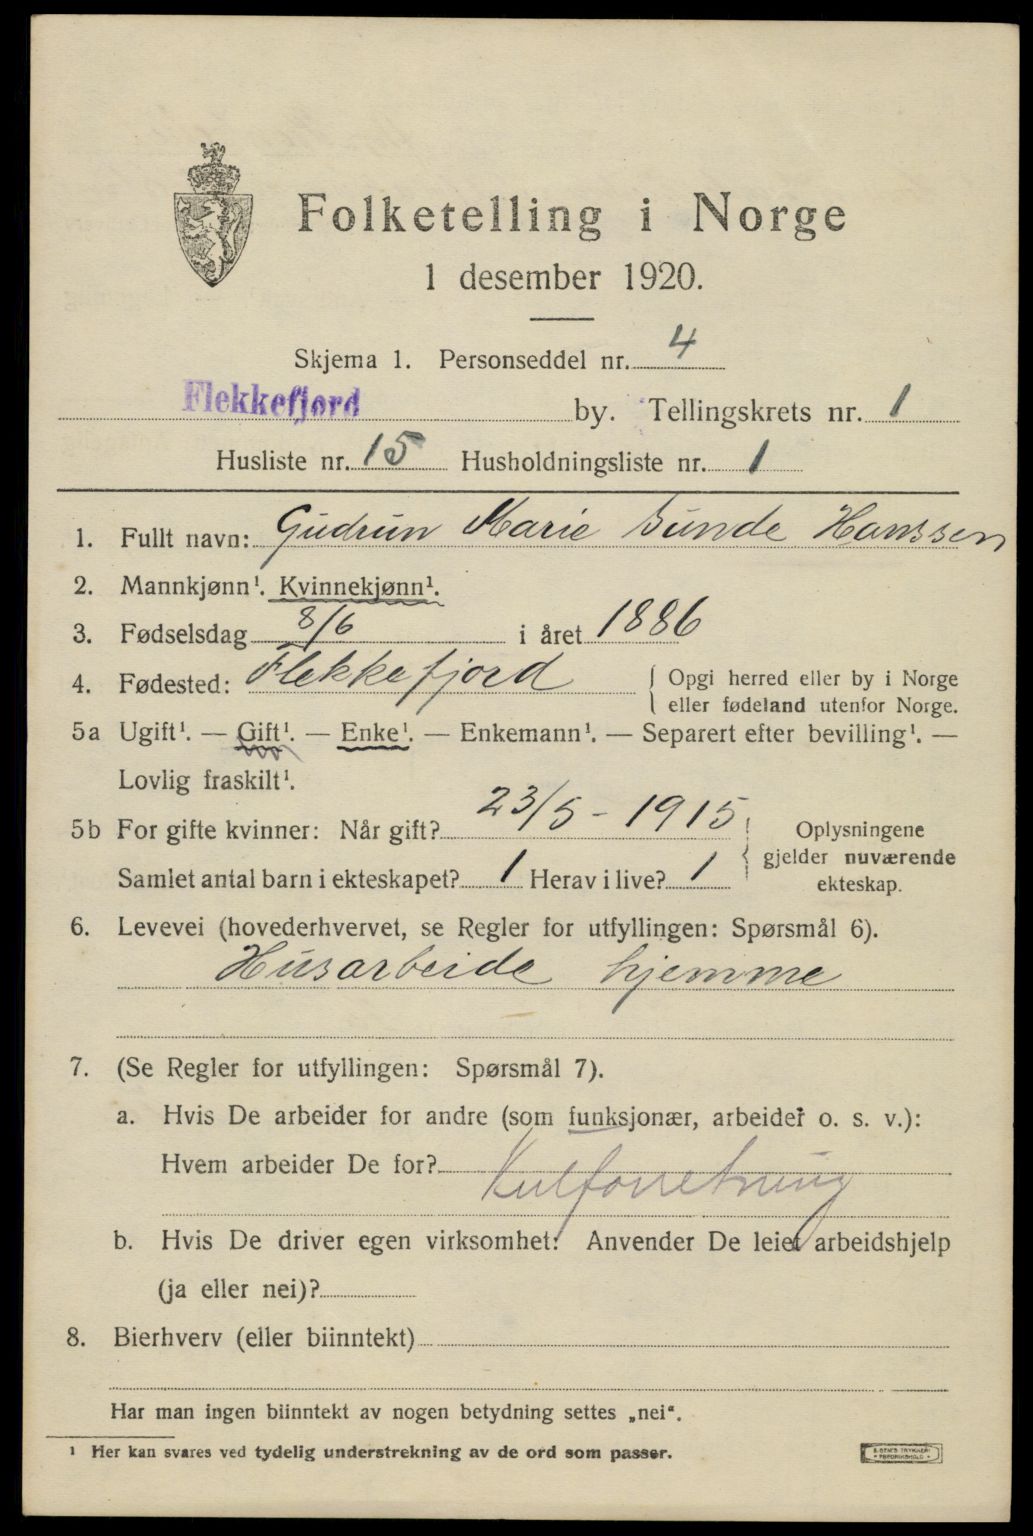 Folketelling i Norge
1 desember 1920.
Skjema 1. Personseddel nr. 4
Flekkefjord by. Tellingskrets nr. 1
Husliste nr. 15 Husholdningsliste nr. 1
1. Fullt navn: Gudrun Marie Sunde Hanssen
2. Mannkjønn¹. Kvinnekjønn¹.
3. Fødselsdag 8/6 i året 1886
4. Fødested: Flekkefjord { Opgi herred eller by i Norge
eller fødeland utenfor Norge.
5a Ugift¹. — Gift¹. — Enke¹. — Enkemann¹. — Separert efter bevilling¹. —
Lovlig fraskilt¹.
5b For gifte kvinner: Når gift? 23/5 - 1915
Samlet antal barn i ekteskapet? 1 Herav i live? 1
} Oplysningene
gjelder nuværende
ekteskap.
6. Levevei (hovederhvervet, se Regler for utfyllingen: Spørsmål 6).
Husarbeide hjemme
7. (Se Regler for utfyllingen: Spørsmål 7).
a. Hvis De arbeider for andre (som funksjonær, arbeider o. s. v.):
Hvem arbeider De for? Kulforretning
b. Hvis De driver egen virksomhet: Anvender De leiet arbeidshjelp
(ja eller nei)?
8. Bierhverv (eller biinntekt)
Har man ingen biinntekt av nogen betydning settes „nei“.
¹ Her kan svares ved tydelig understrekning av de ord som passer.